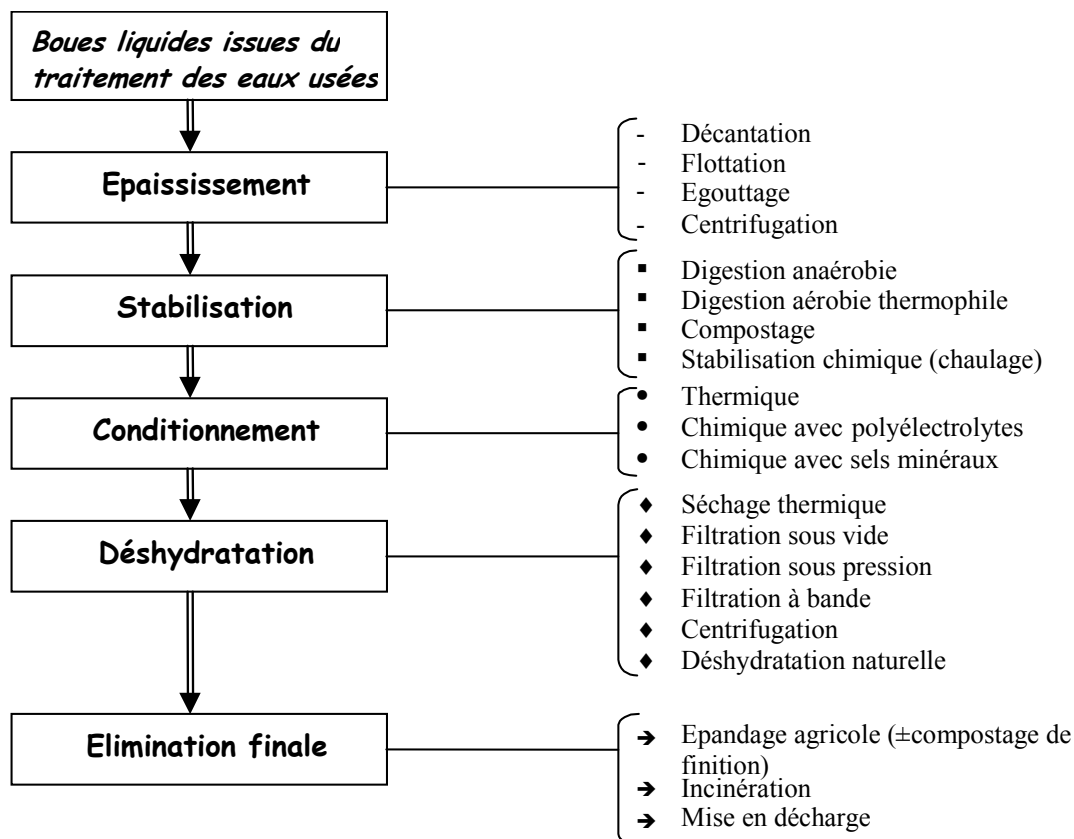 Boues liquides issues du
traitement des eaux usées
Epaississement
- Décantation
- Flottation
- Egouttage
- Centrifugation
Stabilisation
▪ Digestion anaérobie
▪ Digestion aérobie thermophile
▪ Compostage
▪ Stabilisation chimique (chaulage)
Conditionnement
• Thermique
• Chimique avec polyélectrolytes
• Chimique avec sels minéraux
Déshydratation
♦ Séchage thermique
♦ Filtration sous vide
♦ Filtration sous pression
♦ Filtration à bande
♦ Centrifugation
♦ Déshydratation naturelle
Elimination finale
➔ Epandage agricole (±compostage de
finition)
➔ Incinération
➔ Mise en décharge